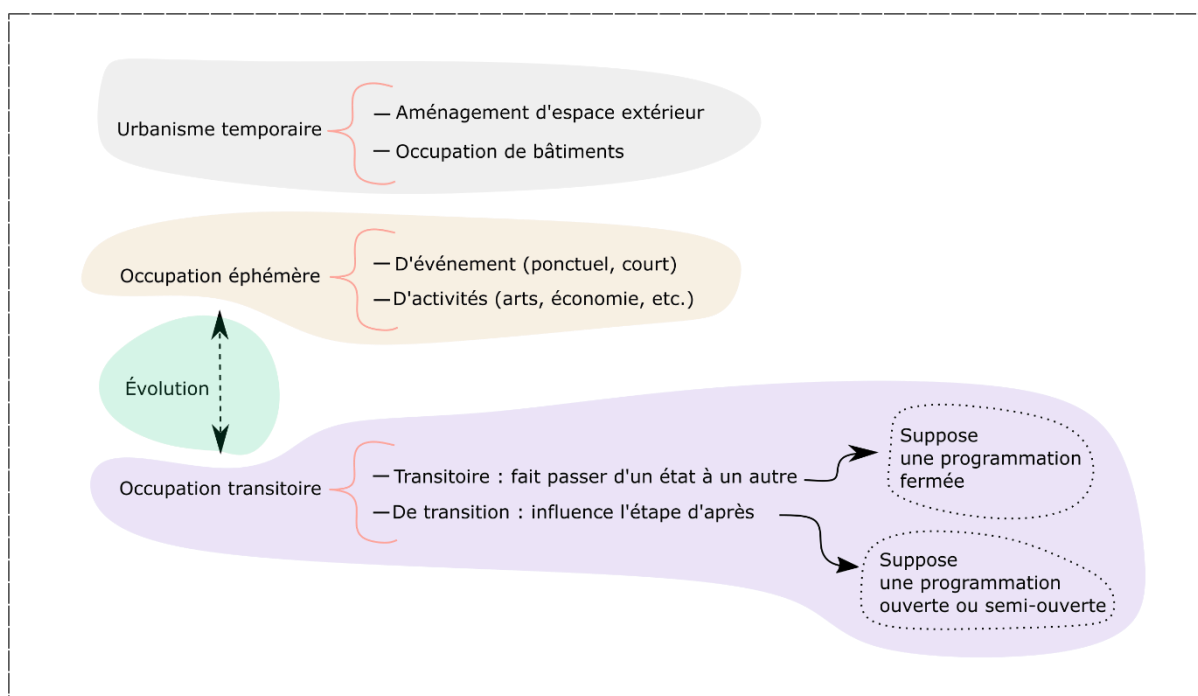 Urbanisme temporaire
— Aménagement d'espace extérieur
— Occupation de bâtiments
Occupation éphémère
— D'événement (ponctuel, court)
— D'activités (arts, économie, etc.)
Évolution
Occupation transitoire
— Transitoire : fait passer d'un état à un autre
— De transition : influence l'étape d'après
Suppose
une programmation
fermée
Suppose
une programmation
ouverte ou semi-ouverte